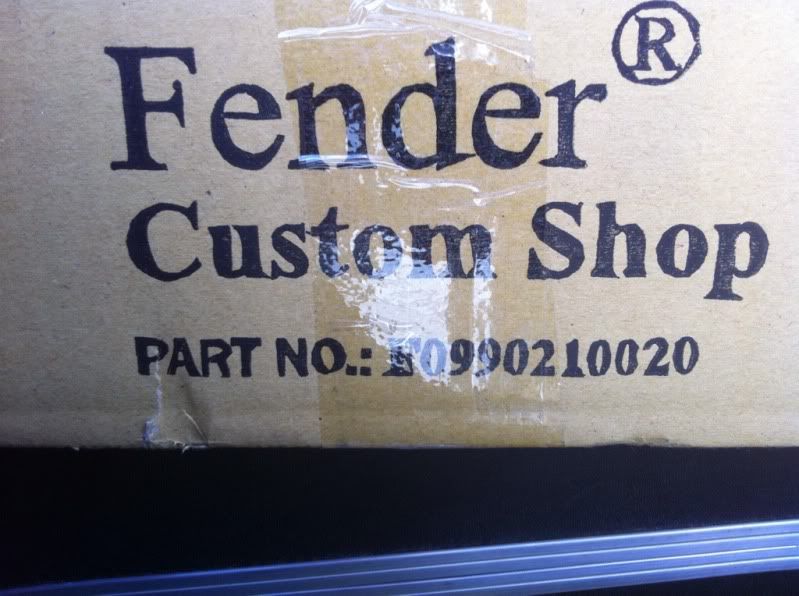 Fender®
Custom Shop
PART NO.: F0990210020